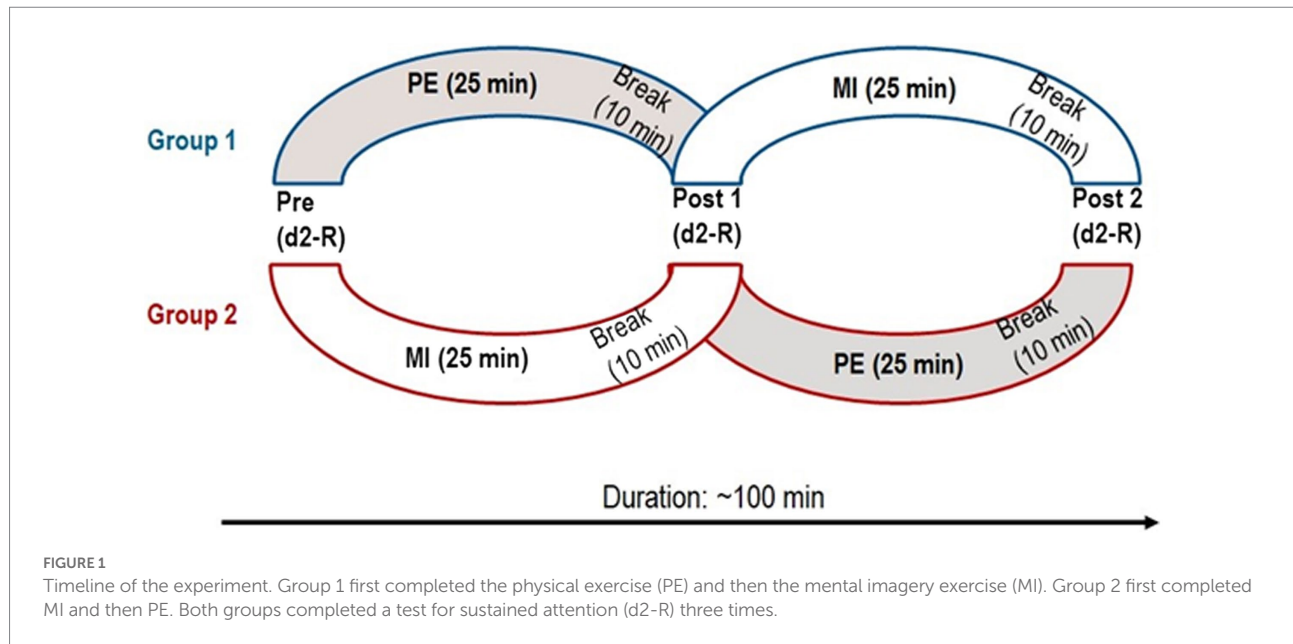 PE (25 min)
Break
(10 min)
MI (25 min)
Break
(10 min)
Group 1
Pre
(d2-R)
Post 1
(d2-R)
Post 2
(d2-R)
Group 2
MI (25 min)
Break
(10 min)
PE (25 min)
Break
(10 min)
Duration: ~100 min
FIGURE 1
Timeline of the experiment. Group 1 first completed the physical exercise (PE) and then the mental imagery exercise (MI). Group 2 first completed
MI and then PE. Both groups completed a test for sustained attention (d2-R) three times.